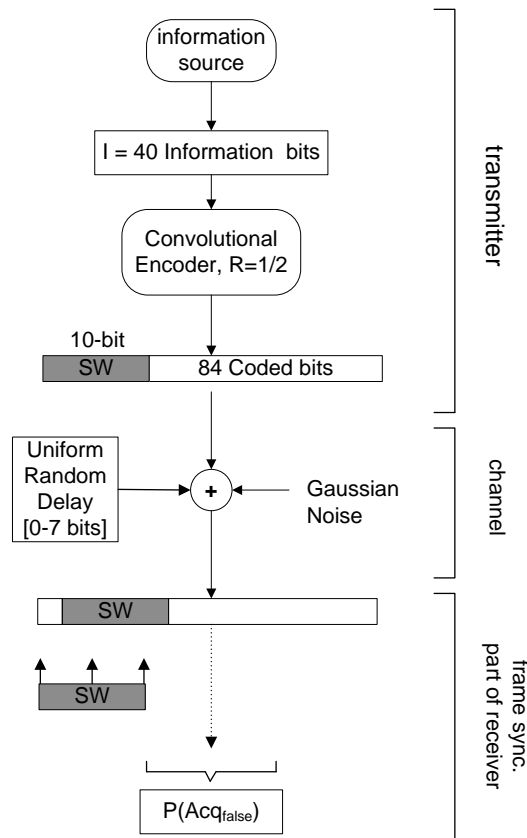 information
source
I = 40 Information bits
Convolutional
Encoder, R=1/2
10-bit
SW
84 Coded bits
transmitter
Uniform
Random
Delay
[0-7 bits]
+
Gaussian
Noise
channel
SW
SW
frame sync.
part of receiver
P(Acq_false)